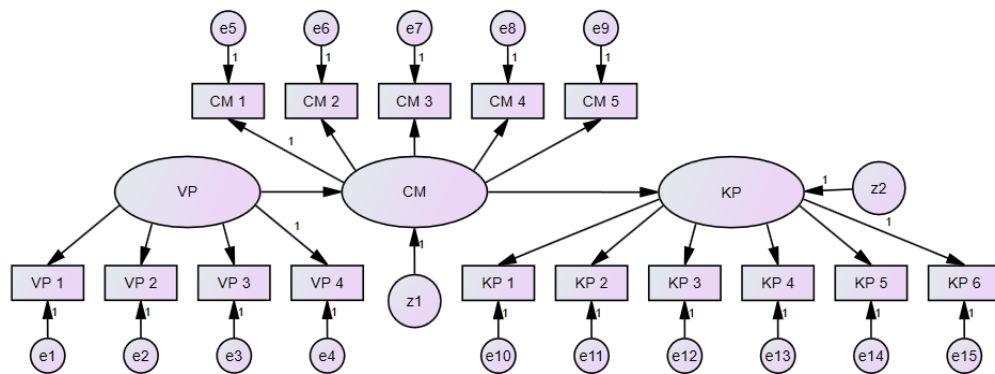 e5 e6 e7 e8 e9
1 1 1 1 1
CM 1 CM 2 CM 3 CM 4 CM 5
1
VP CM KP 1 z2
1 1 1
VP 1 VP 2 VP 3 VP 4 z1 KP 1 KP 2 KP 3 KP 4 KP 5 KP 6
1 1 1 1 1 1 1 1 1 1
e1 e2 e3 e4 e10 e11 e12 e13 e14 e15